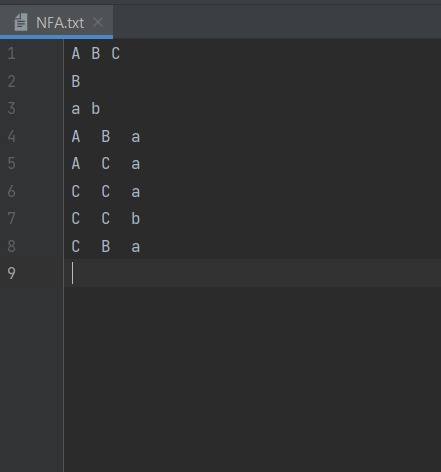 NFA.txt
1 A B C
2 B
3 a b
4 A B a
5 A C a
6 C C a
7 C C b
8 C B a
9